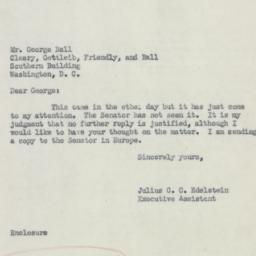 Mr. George Ball
Cleary, Gottleib, Friendly, and Ball
Southern Building
Washington, D. C.
Dear George:
This came in the other day but it has just come
to my attention. The Senator has not seen it. It is my
judgment that no further reply is justified, although I
would like to have your thought on the matter. I am sending
a copy to the Senator in Europe.
Sincerely yours,
Julius C. C. Edelstein
Executive Assistant
Enclosure